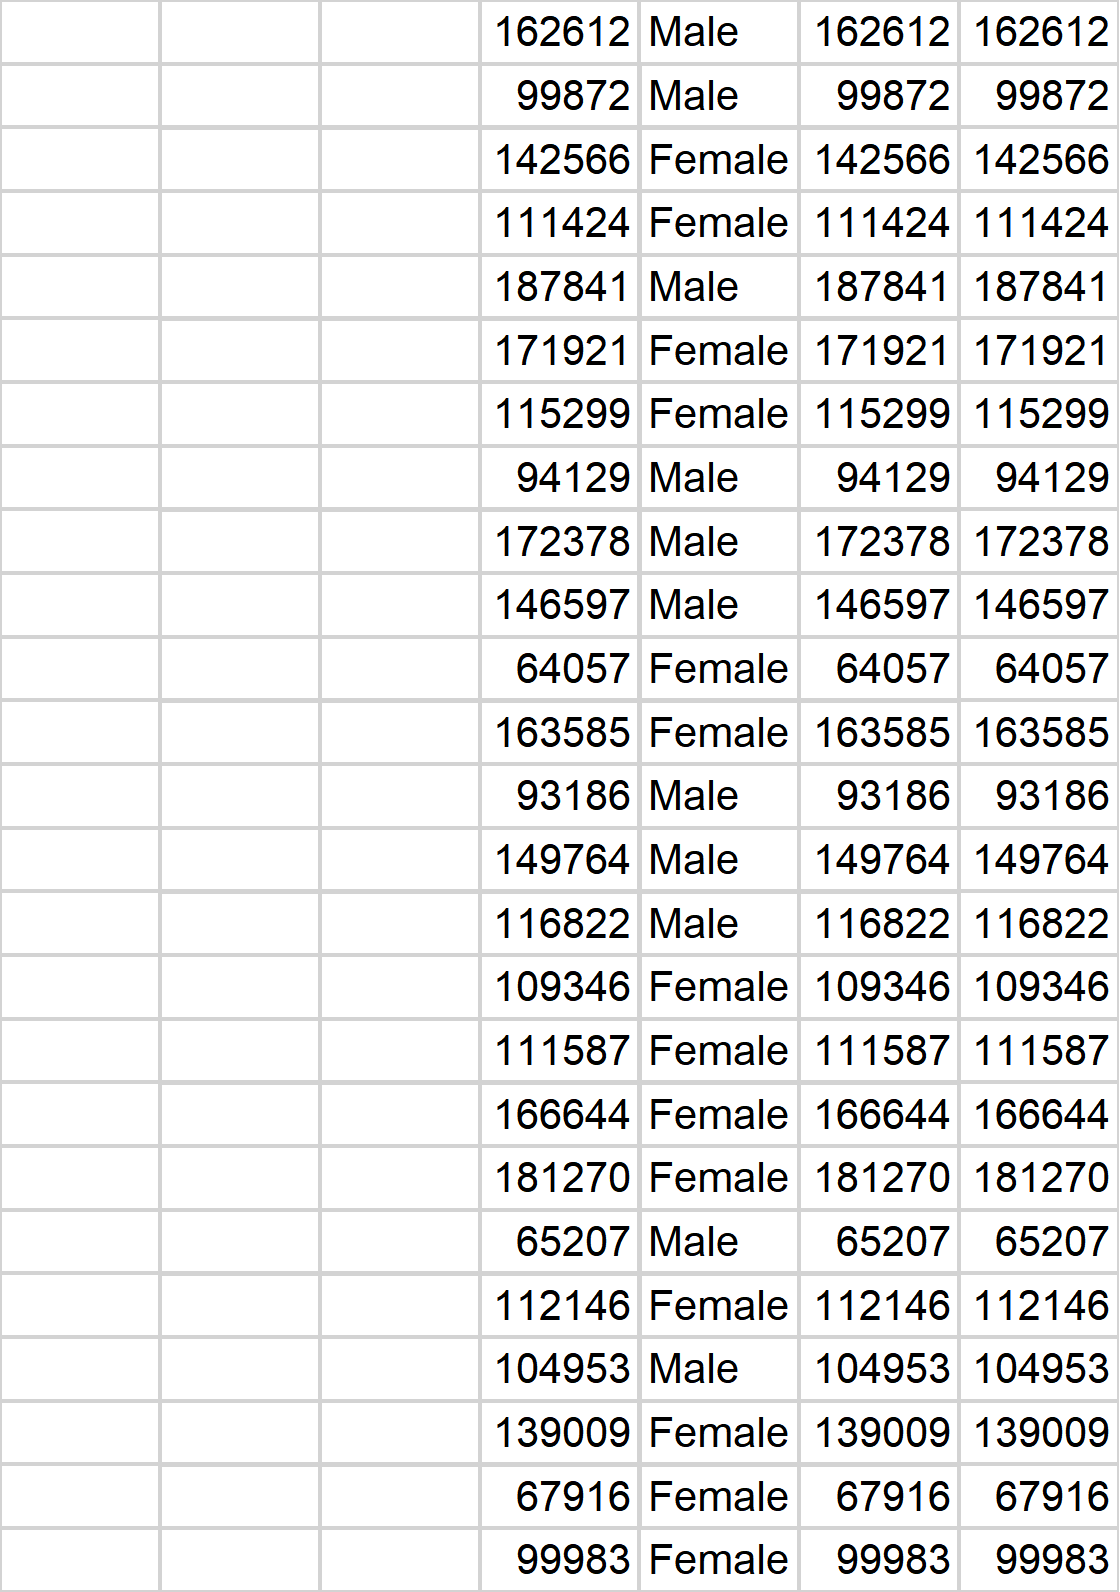 162612 Male 162612 162612
99872 Male 99872 99872
142566 Female 142566 142566
111424 Female 111424 111424
187841 Male 187841 187841
171921 Female 171921 171921
115299 Female 115299 115299
94129 Male 94129 94129
172378 Male 172378 172378
146597 Male 146597 146597
64057 Female 64057 64057
163585 Female 163585 163585
93186 Male 93186 93186
149764 Male 149764 149764
116822 Male 116822 116822
109346 Female 109346 109346
111587 Female 111587 111587
166644 Female 166644 166644
181270 Female 181270 181270
65207 Male 65207 65207
112146 Female 112146 112146
104953 Male 104953 104953
139009 Female 139009 139009
67916 Female 67916 67916
99983 Female 99983 99983